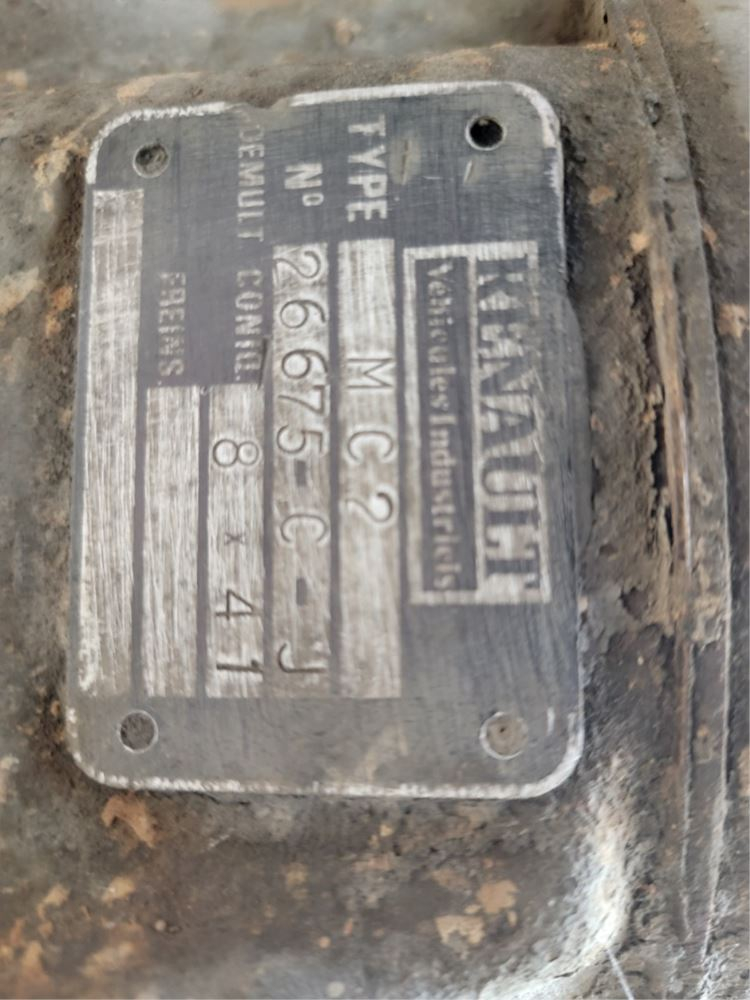 RENAULT
Véhicules Industriels
TYPE MC2
N° 26675-C-J
DEMULT CONIQ. 8 x 41
FREINS.